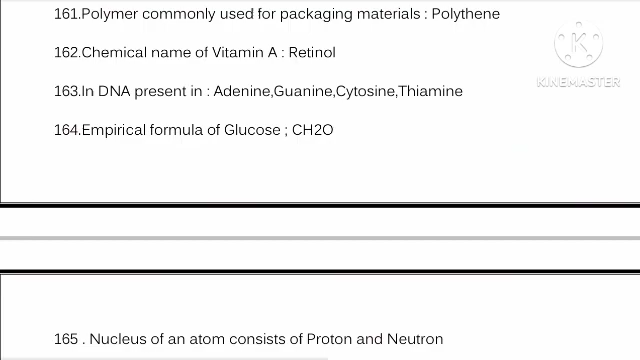 161.Polymer commonly used for packaging materials : Polythene
162.Chemical name of Vitamin A : Retinol
163.In DNA present in : Adenine,Guanine,Cytosine,Thiamine
164.Empirical formula of Glucose ; CH2O
165 . Nucleus of an atom consists of Proton and Neutron
K
KINEMASTER